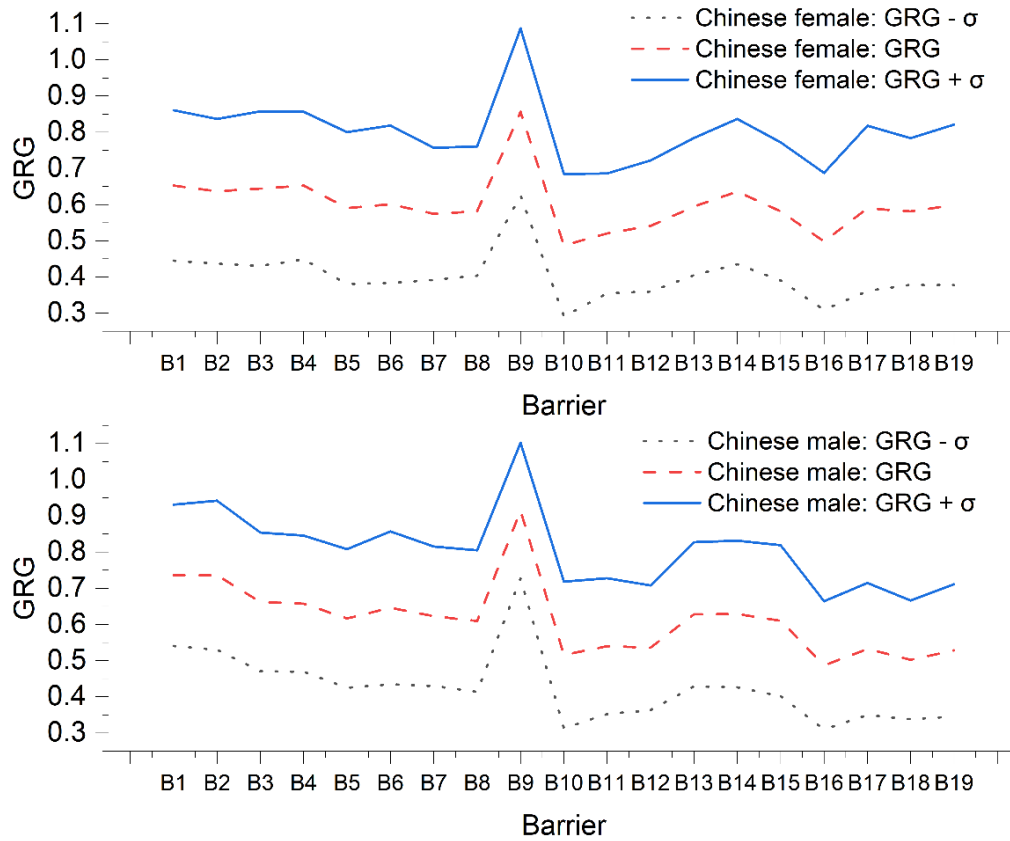 Chinese female: GRG - σ
Chinese female: GRG
Chinese female: GRG + σ
1.1
1.0
0.9
0.8
0.7
0.6
0.5
0.4
0.3
GRG
B1 B2 B3 B4 B5 B6 B7 B8 B9 B10 B11 B12 B13 B14 B15 B16 B17 B18 B19
Barrier
Chinese male: GRG - σ
Chinese male: GRG
Chinese male: GRG + σ
1.1
1.0
0.9
0.8
0.7
0.6
0.5
0.4
0.3
GRG
B1 B2 B3 B4 B5 B6 B7 B8 B9 B10 B11 B12 B13 B14 B15 B16 B17 B18 B19
Barrier